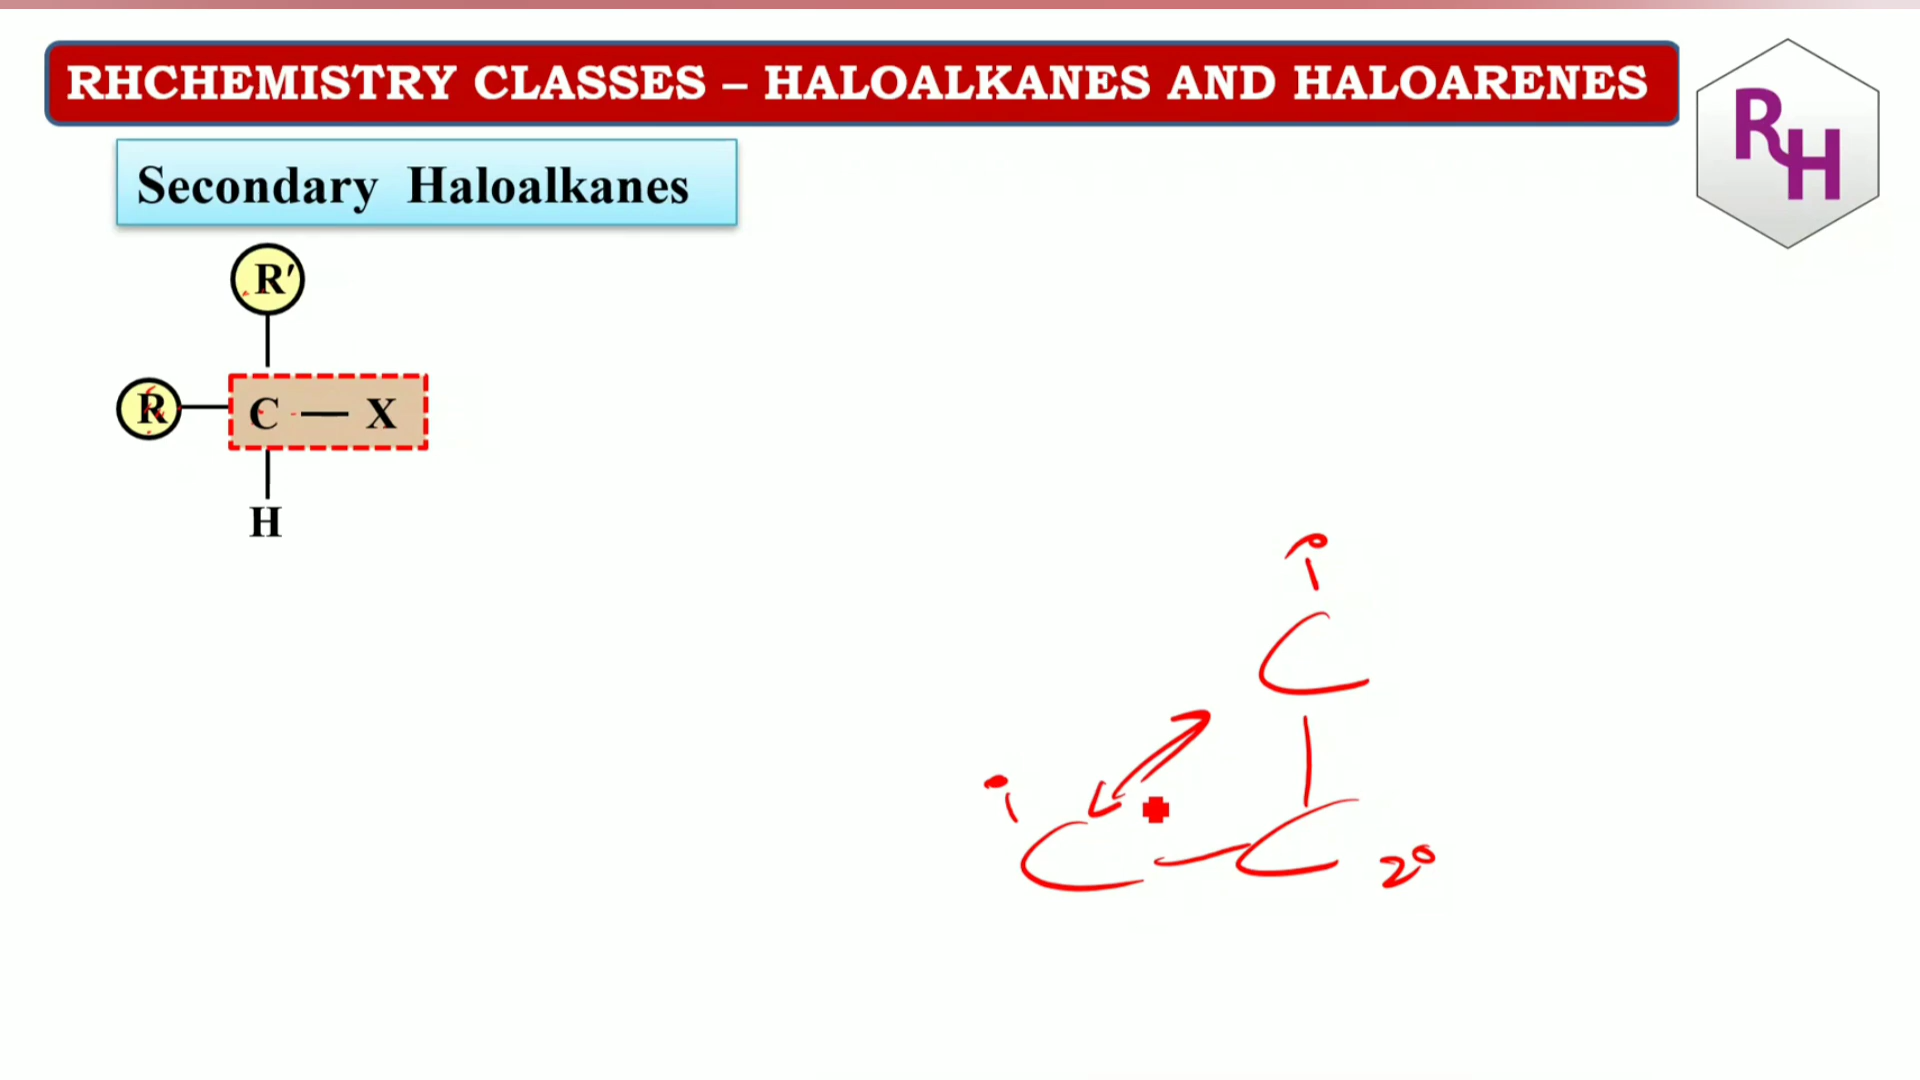 RHCHEMISTRY CLASSES – HALOALKANES AND HALOARENES
RH
Secondary Haloalkanes
R′
R C — X
H
1°
C
1°
C — C 2°